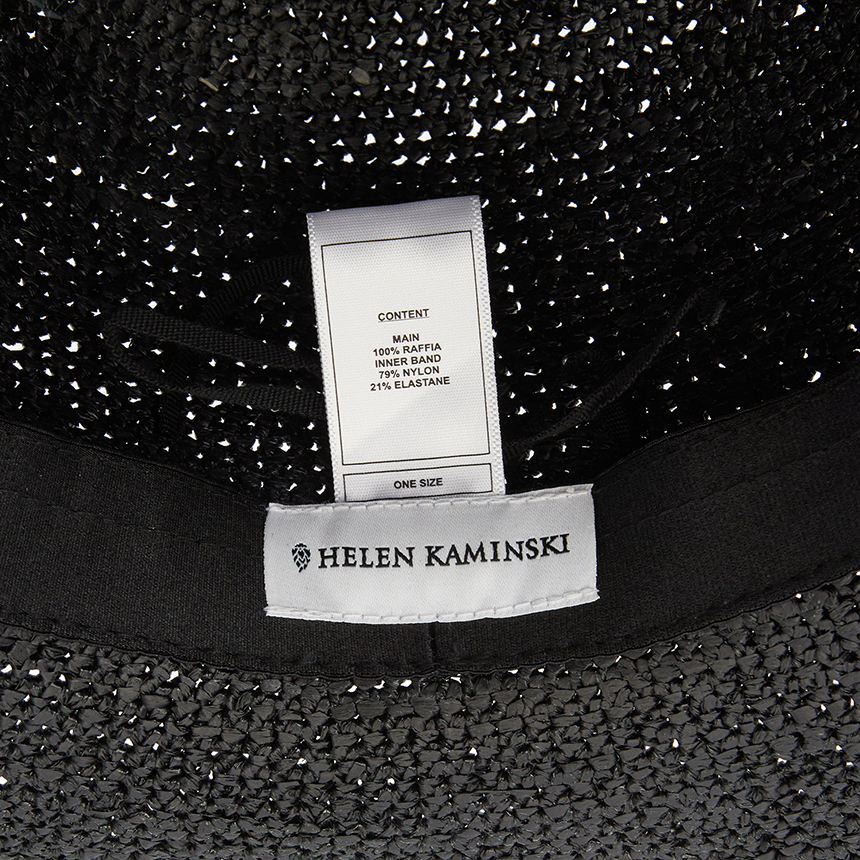 CONTENT
MAIN
100% RAFFIA
INNER BAND
79% NYLON
21% ELASTANE
ONE SIZE
HELEN KAMINSKI